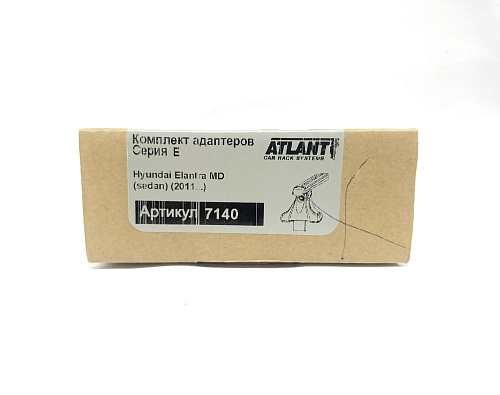 Комплект адаптеров
Серия E
ATLANT
CAR RACK SYSTEMS
Hyundai Elantra MD
(sedan) (2011...)
Артикул 7140